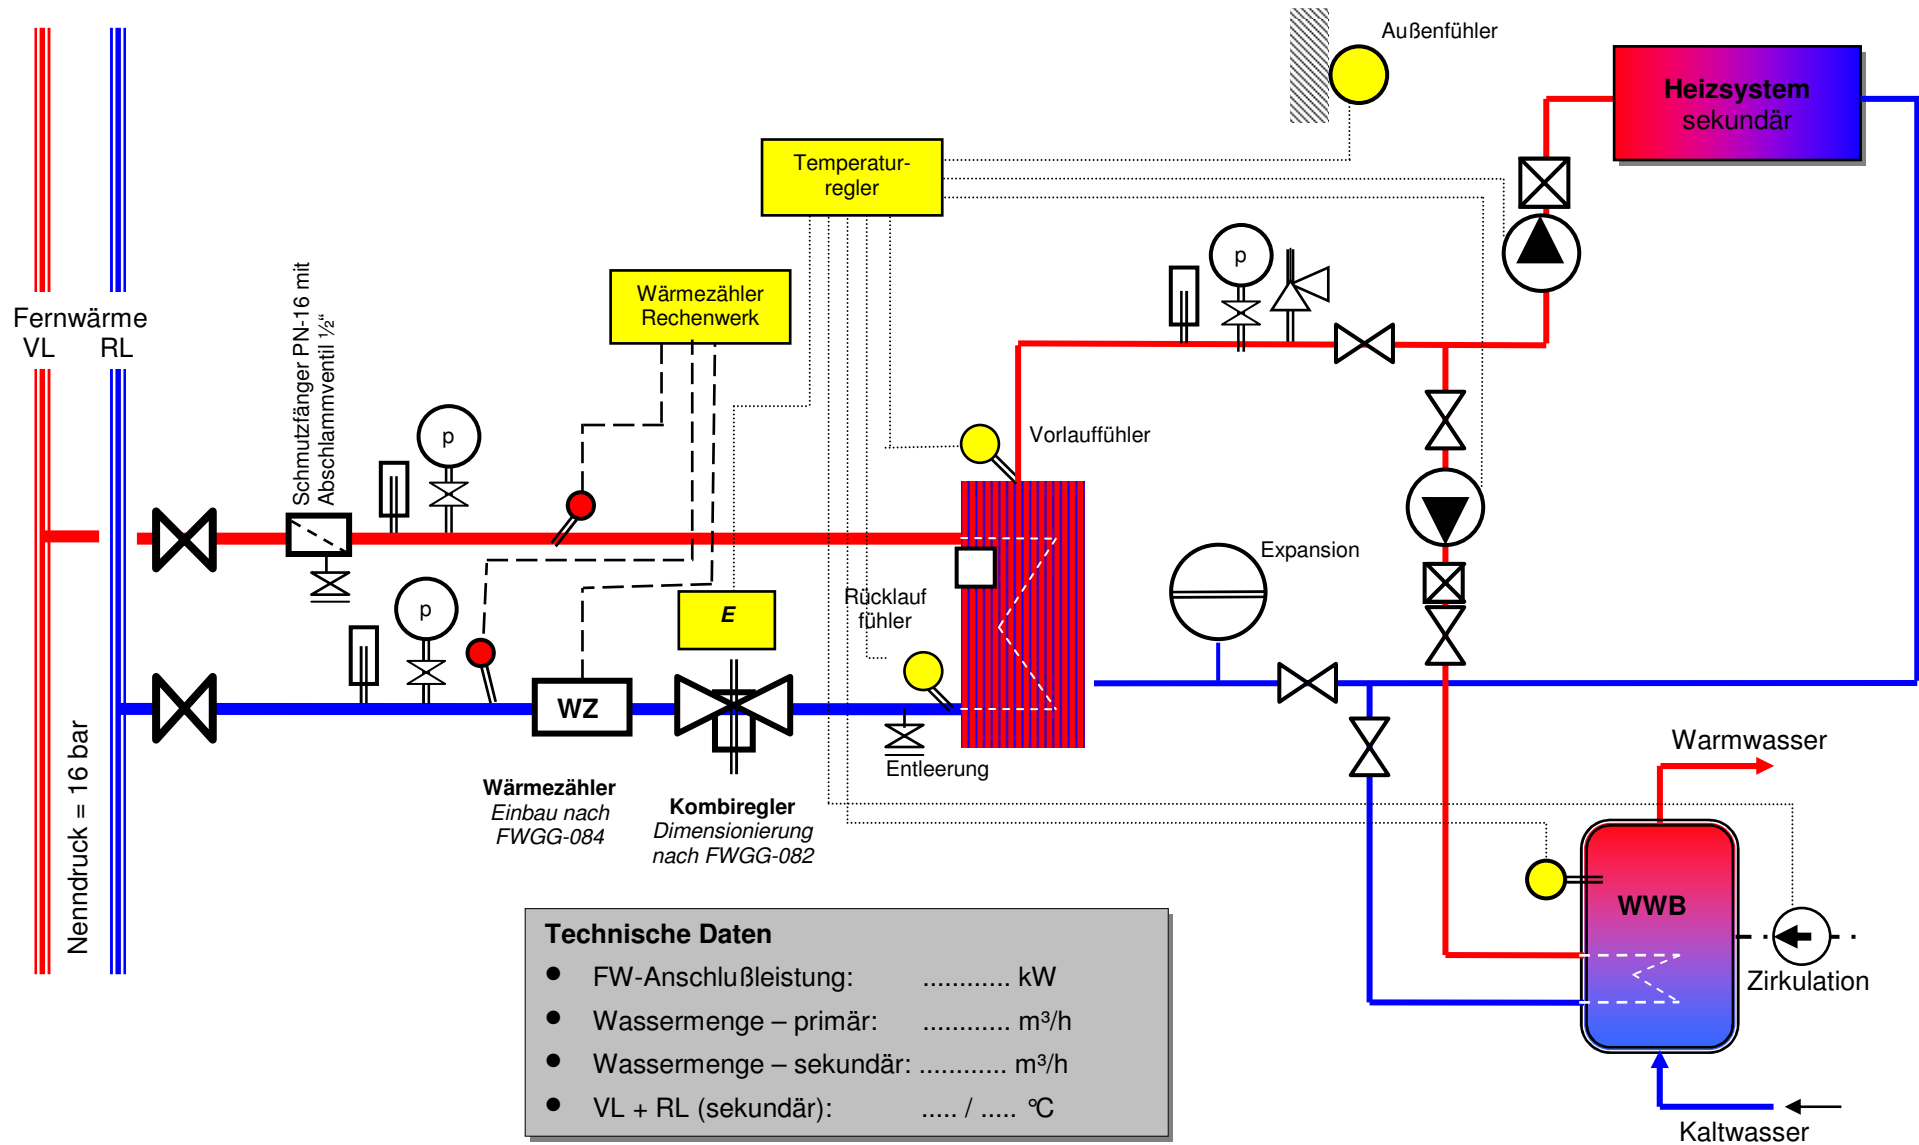 Außenfühler
Heizsystem
sekundär
Temperatur-
regler
Wärmezähler
Rechenwerk
p
Fernwärme
VL RL
Schmutzfänger PN-16 mit
Abschlammventil ½“
p
Vorlauffühler
Expansion
p
E
Rücklauf
fühler
WZ
Nenndruck = 16 bar
Entleerung
Warmwasser
Wärmezähler
Einbau nach
FWGG-084
Kombiregler
Dimensionierung
nach FWGG-082
WWB
Zirkulation
Kaltwasser
Technische Daten
● FW-Anschlußleistung: ............ kW
● Wassermenge – primär: ............ m³/h
● Wassermenge – sekundär: ............ m³/h
● VL + RL (sekundär): ..... / ..... °C